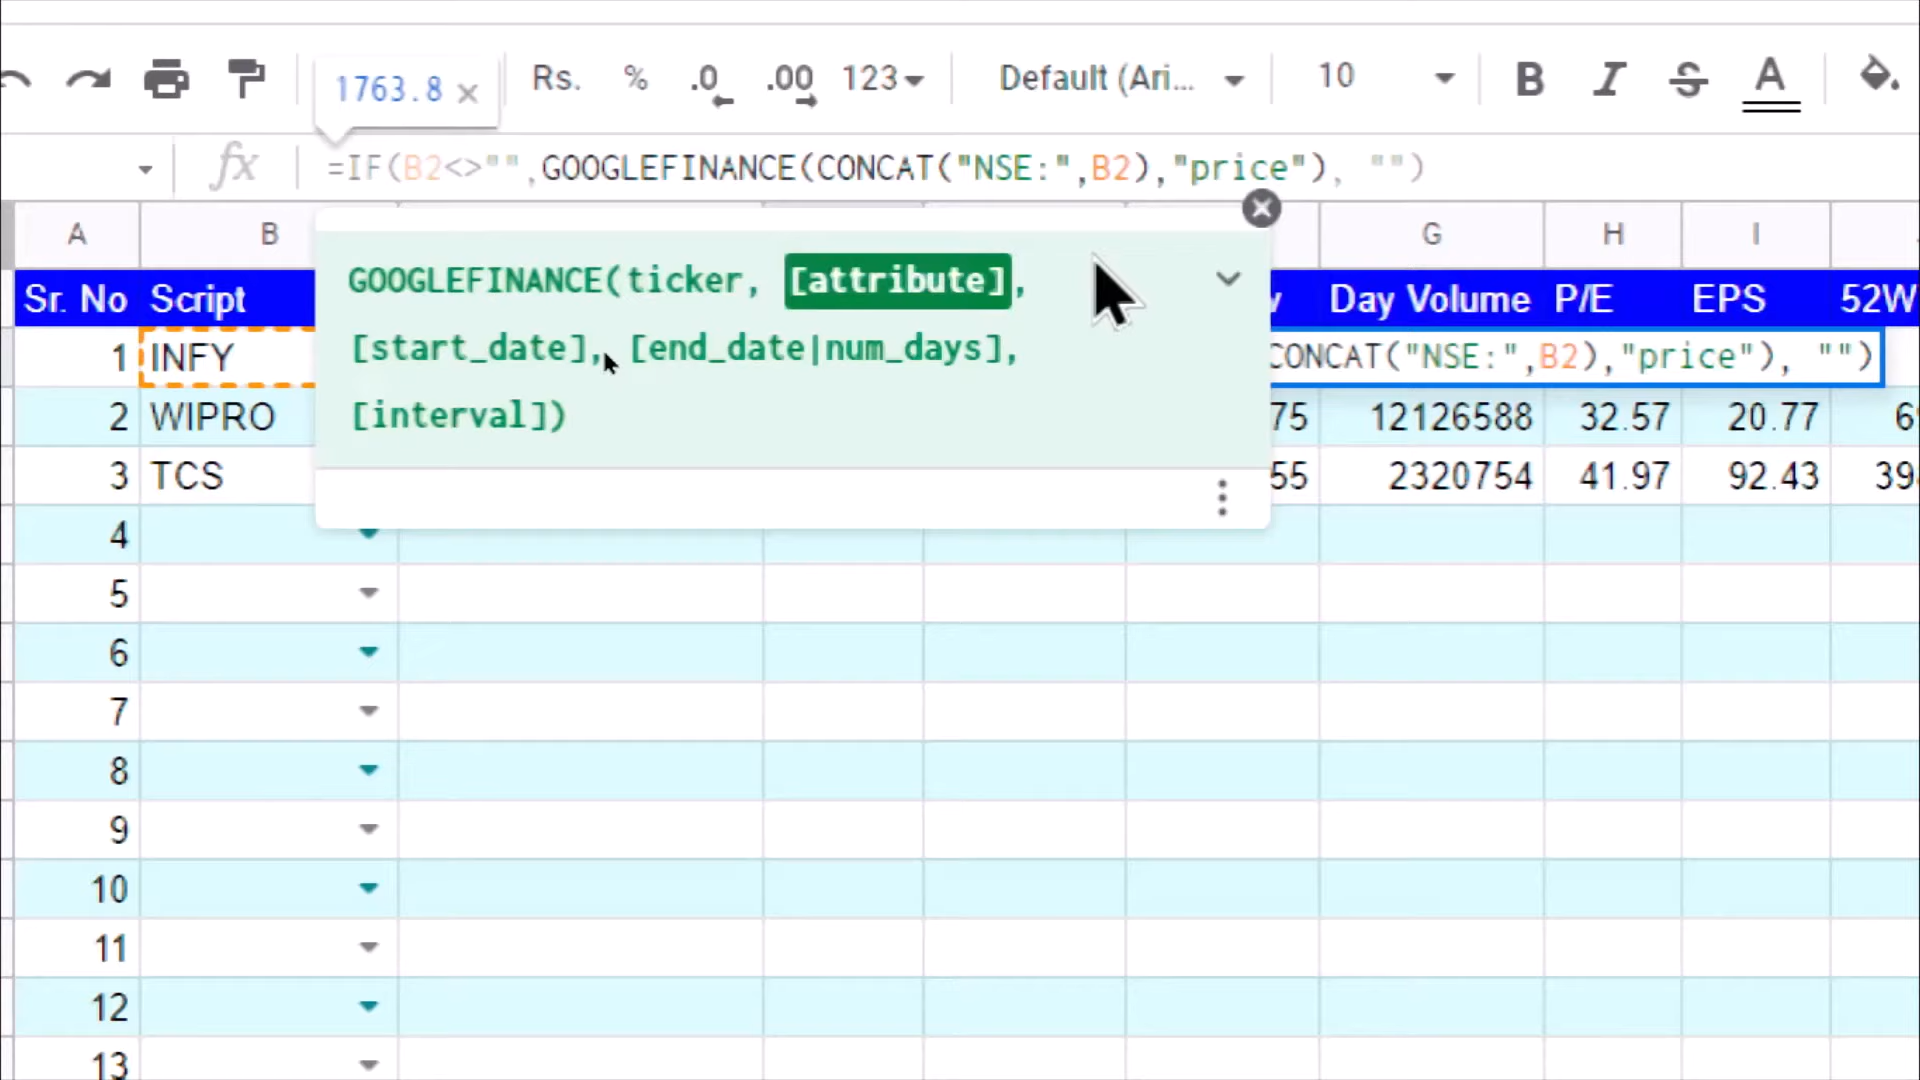 1763.8 ×
Rs. % .0 .00 123 Default (Ari... 10 B I S A
fx =IF(B2<>"",GOOGLEFINANCE(CONCAT("NSE:",B2),"price"), "")
A B G H I
Sr. No Script Day Volume P/E EPS 52W
GOOGLEFINANCE(ticker, [attribute],
[start_date], [end_date|num_days],
[interval])
1 INFY CONCAT("NSE:",B2),"price"), "")
2 WIPRO 75 12126588 32.57 20.77
3 TCS 55 2320754 41.97 92.43
4
5
6
7
8
9
10
11
12
13